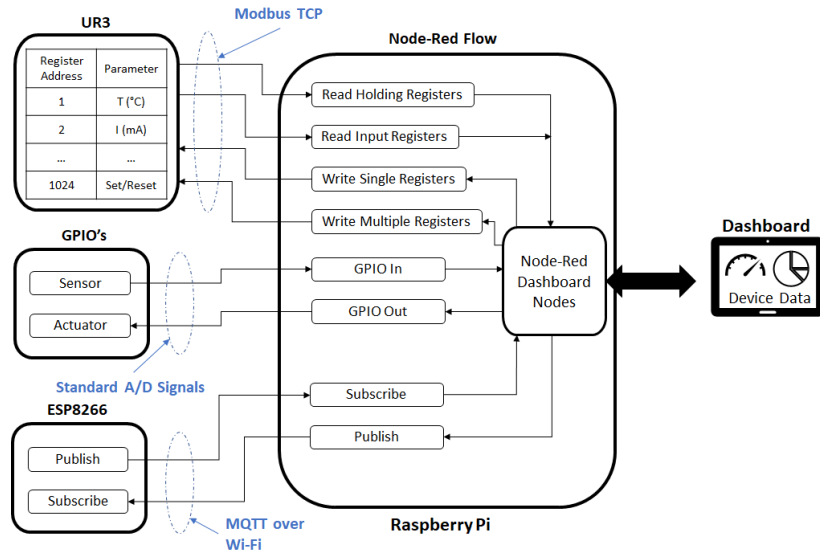 Modbus TCP
UR3
Node-Red Flow
Register
Address
Parameter
1
T (°C)
2
I (mA)
...
...
1024
Set/Reset
Read Holding Registers
Read Input Registers
Write Single Registers
Write Multiple Registers
GPIO's
Sensor
Actuator
GPIO In
GPIO Out
Node-Red
Dashboard
Nodes
Dashboard
Device Data
Standard A/D Signals
ESP8266
Publish
Subscribe
Subscribe
Publish
MQTT over
Wi-Fi
Raspberry Pi